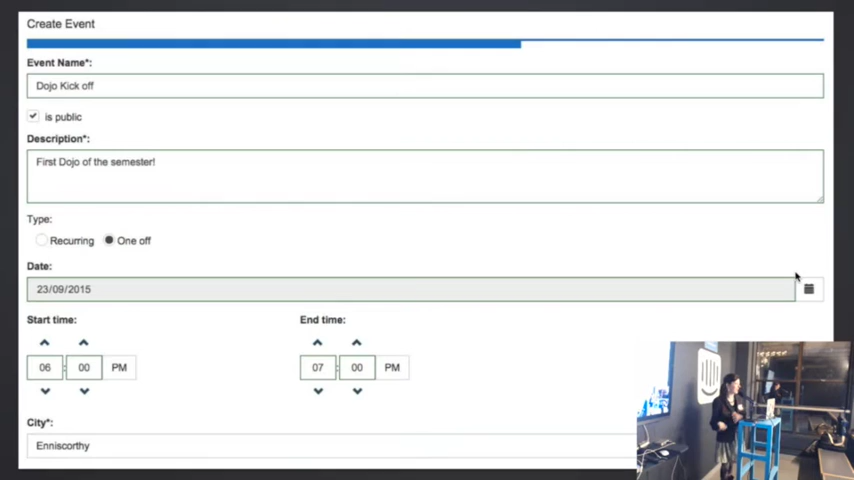 Create Event
Event Name*:
Dojo Kick off
is public
Description*:
First Dojo of the semester!
Type:
Recurring One off
Date:
23/09/2015
Start time: End time:
06 : 00 PM 07 : 00 PM
City*:
Enniscorthy